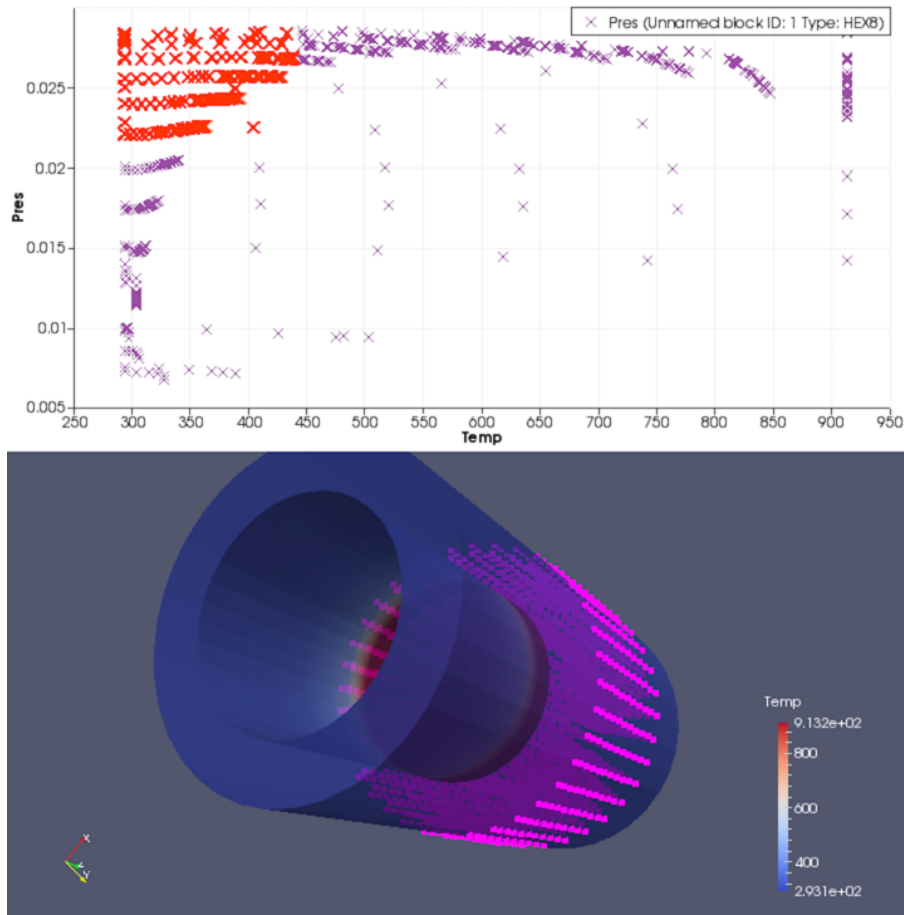 Pres (Unnamed block ID: 1 Type: HEX8)
0.025
0.02
0.015
0.01
0.005
Pres
250 300 350 400 450 500 550 600 650 700 750 800 850 900 950
Temp
Temp
9.132e+02
800
600
400
2.931e+02
X
Z
Y